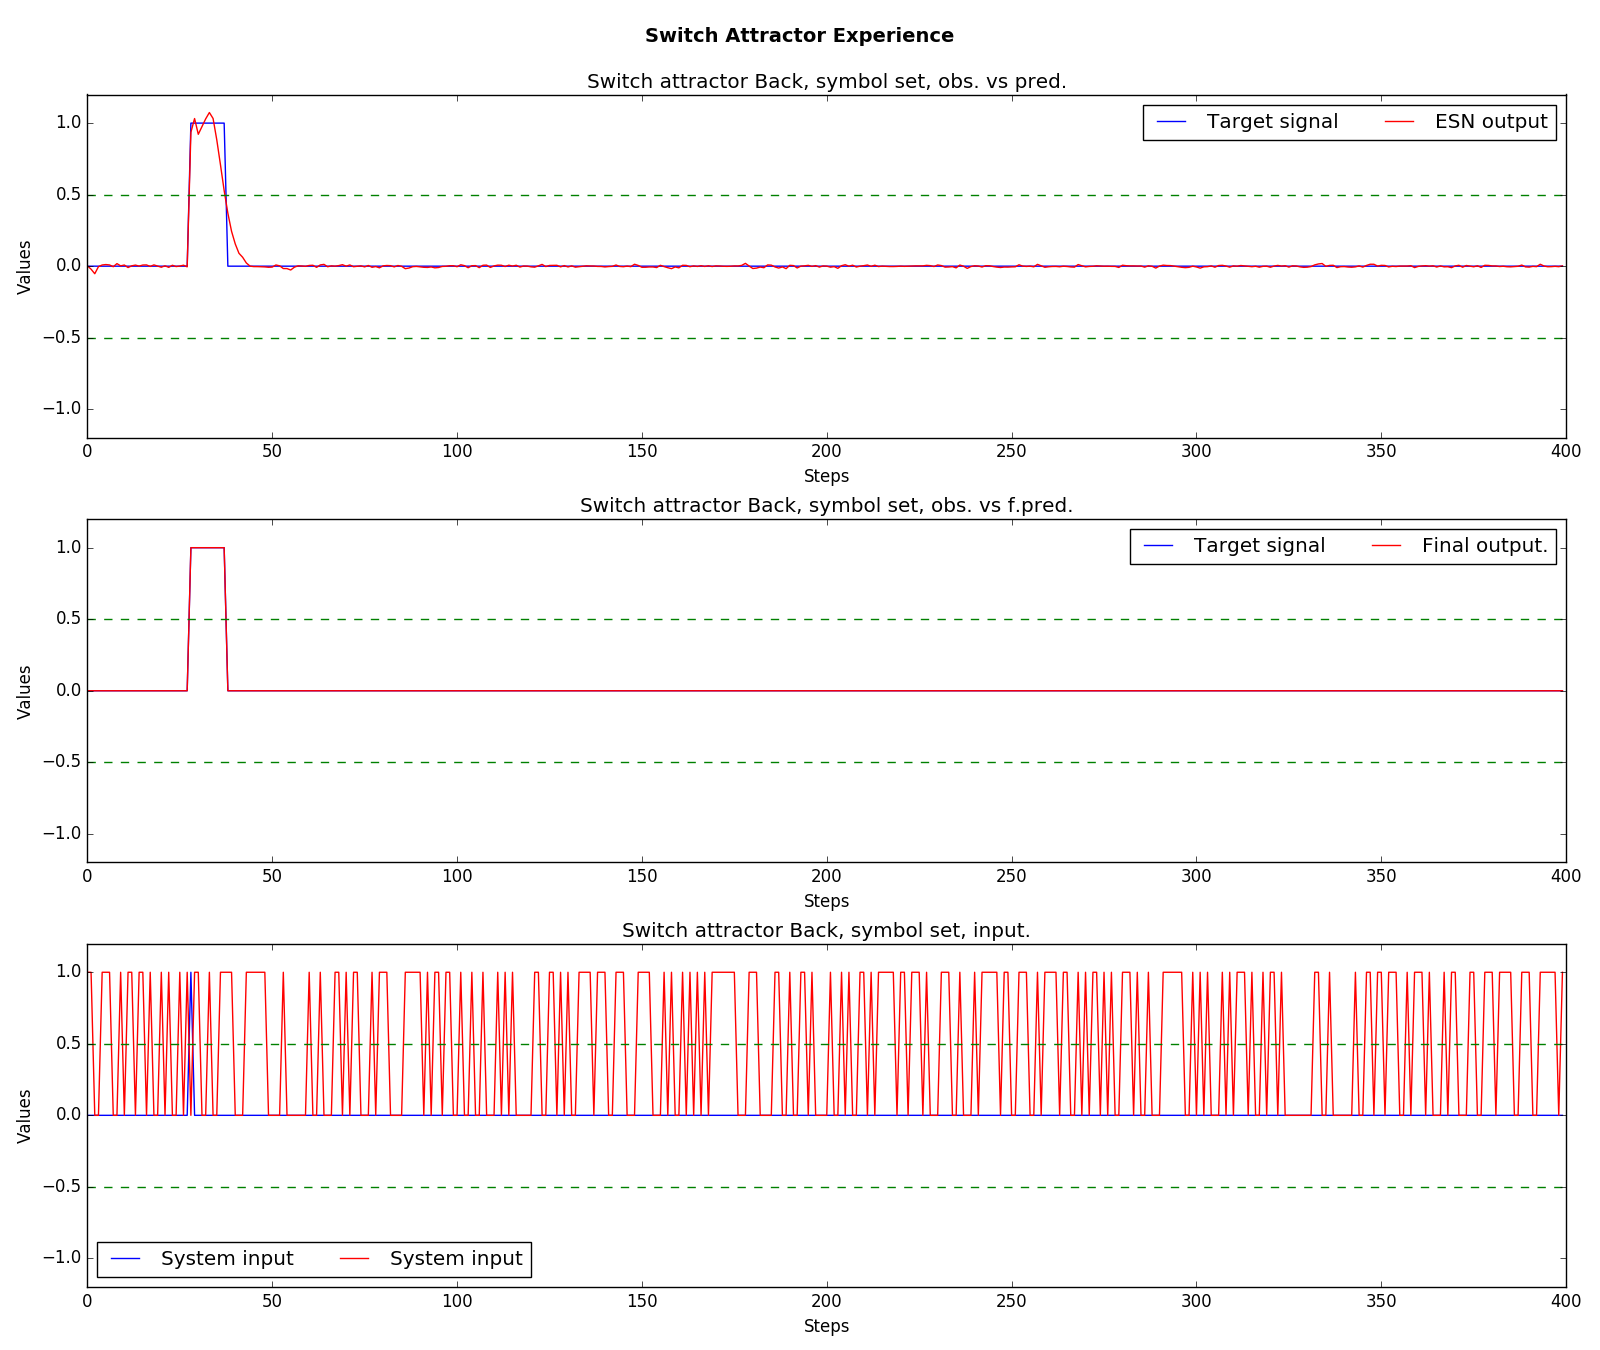 Switch Attractor Experience
Switch attractor Back, symbol set, obs. vs pred.
Target signal ESN output
1.0
0.5
0.0
−0.5
−1.0
Values
0 50 100 150 200 250 300 350 400
Steps
Switch attractor Back, symbol set, obs. vs f.pred.
Target signal Final output.
1.0
0.5
0.0
−0.5
−1.0
Values
0 50 100 150 200 250 300 350 400
Steps
Switch attractor Back, symbol set, input.
1.0
0.5
0.0
−0.5
−1.0
Values
System input System input
0 50 100 150 200 250 300 350 400
Steps